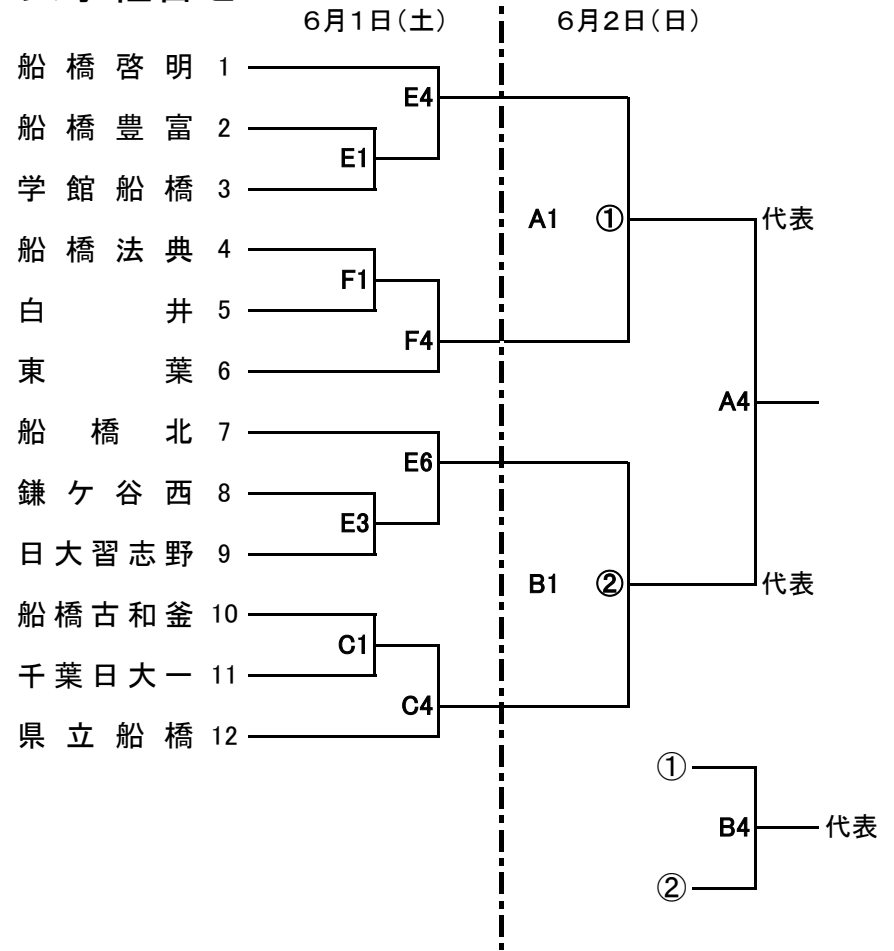 6月1日(土) 6月2日(日)
船橋啓明 1
E4
船橋豊富 2
E1
学館船橋 3
A1 ① 代表
船橋法典 4
F1
白井 5
F4
東葉 6
A4
船橋北 7
E6
鎌ケ谷西 8
E3
日大習志野 9
B1 ② 代表
船橋古和釜 10
C1
千葉日大一 11
C4
県立船橋 12
①
B4 代表
②